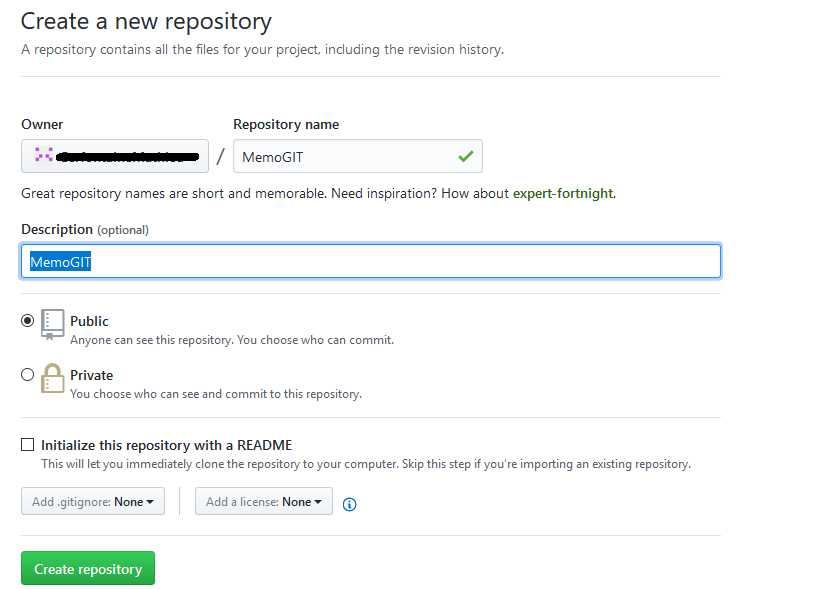 Create a new repository
A repository contains all the files for your project, including the revision history.
Owner
Repository name
/
MemoGIT
Great repository names are short and memorable. Need inspiration? How about expert-fortnight.
Description (optional)
MemoGIT
Public
Anyone can see this repository. You choose who can commit.
Private
You choose who can see and commit to this repository.
Initialize this repository with a README
This will let you immediately clone the repository to your computer. Skip this step if you’re importing an existing repository.
Add .gitignore: None
Add a license: None
Create repository